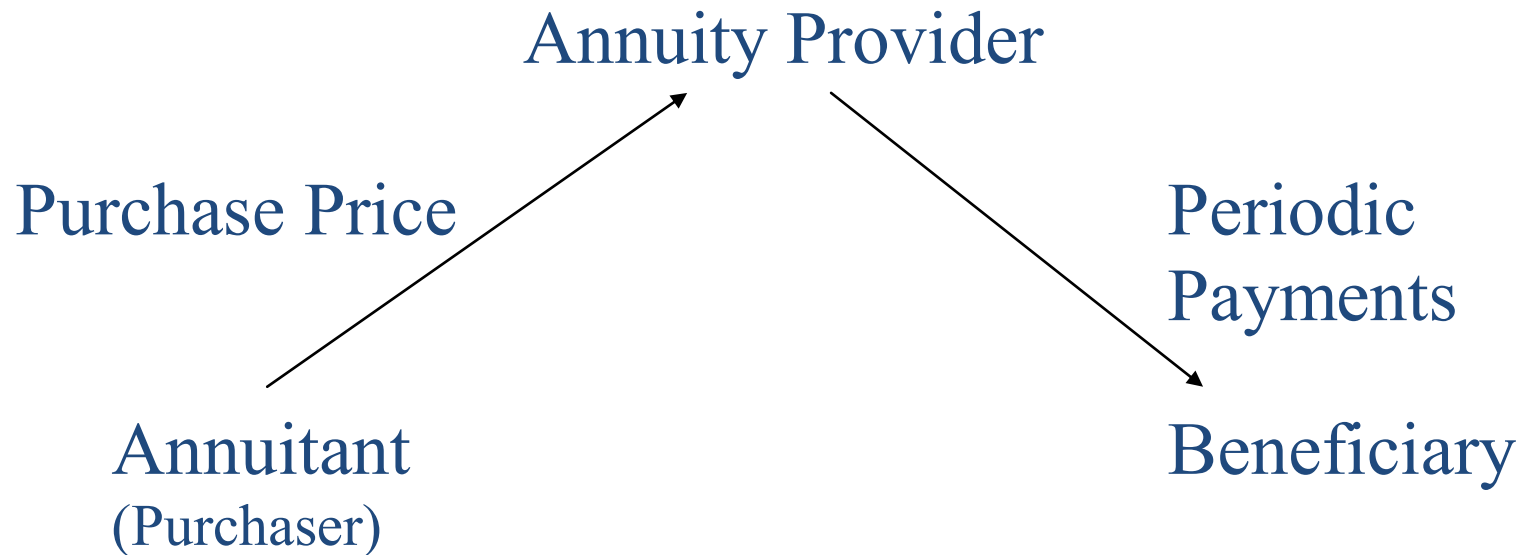 Annuity Provider
Purchase Price
Periodic
Payments
Annuitant
(Purchaser)
Beneficiary